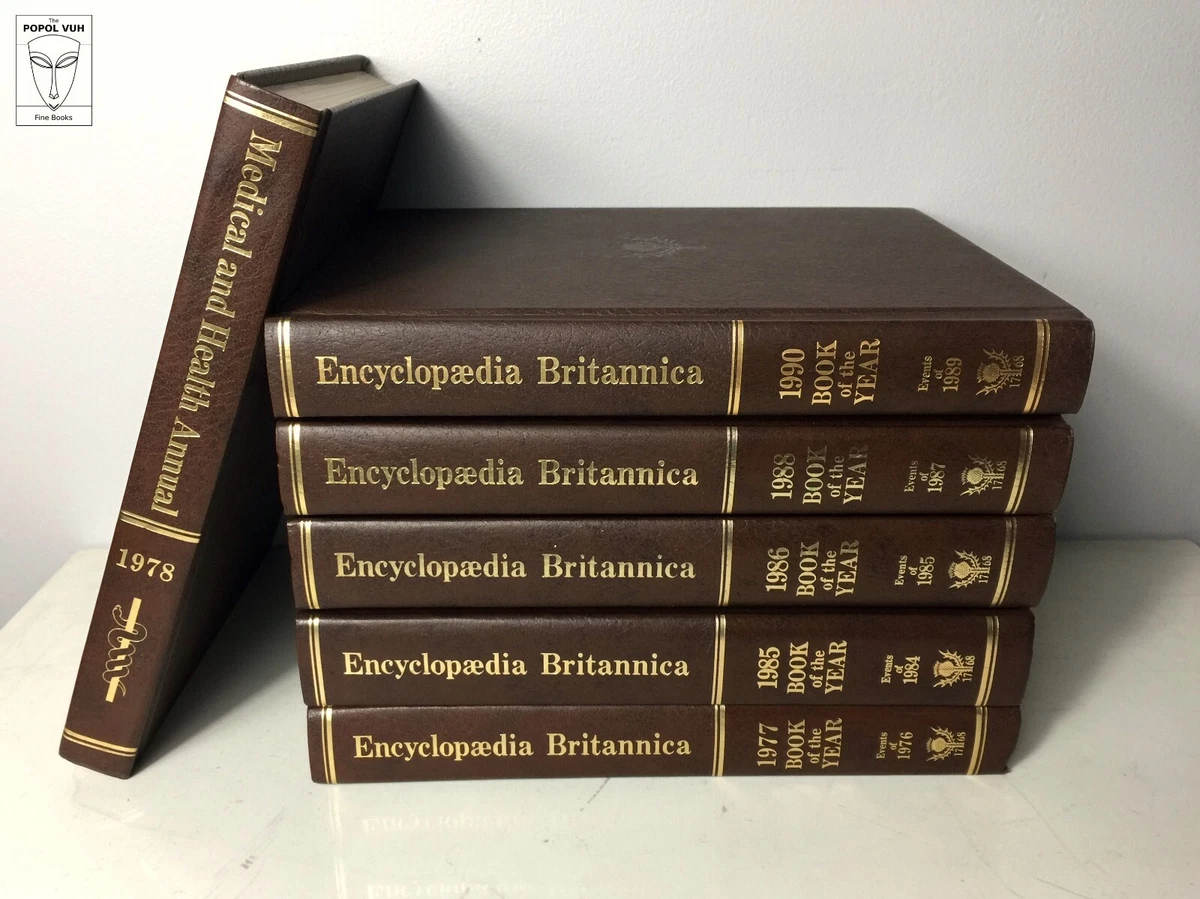 The
POPOL VUH
Fine Books
Medical and Health Annual
1978
Encyclopædia Britannica
1990
BOOK
of the
YEAR
Events
of
1989
1768
Encyclopædia Britannica
1988
BOOK
of the
YEAR
Events
of
1987
1768
Encyclopædia Britannica
1986
BOOK
of the
YEAR
Events
of
1985
1768
Encyclopædia Britannica
1985
BOOK
of the
YEAR
Events
of
1984
1768
Encyclopædia Britannica
1977
BOOK
of the
YEAR
Events
of
1976
1768